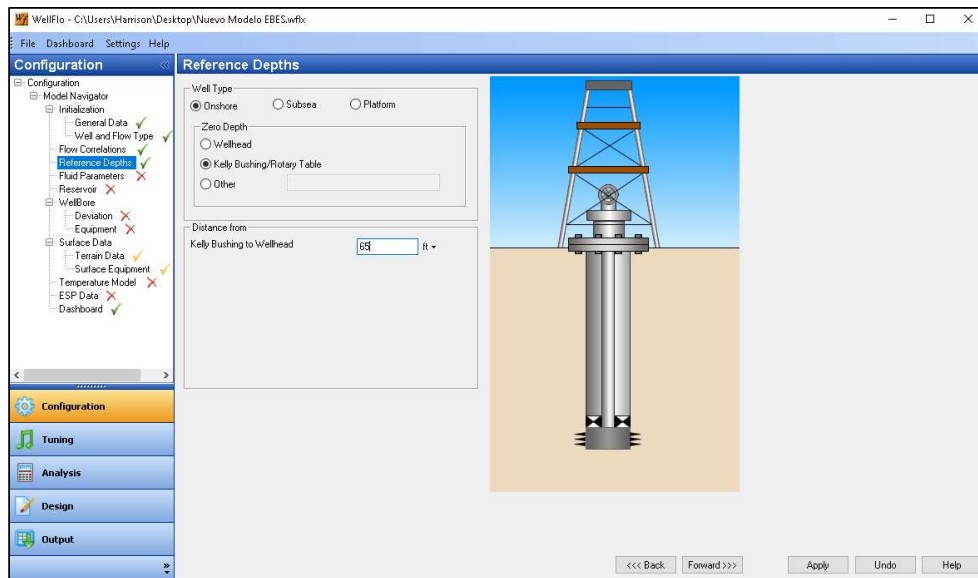 WellFlo - C:\Users\Harrison\Desktop\Nuevo Modelo EBES.wflx
File Dashboard Settings Help
Configuration
Configuration
Model Navigator
Initialization
General Data
Well and Flow Type
Flow Correlations
Reference Depths
Fluid Parameters
Reservoir
WellBore
Deviation
Equipment
Surface Data
Terrain Data
Surface Equipment
Temperature Model
ESP Data
Dashboard
Configuration
Tuning
Analysis
Design
Output
Reference Depths
Well Type
Onshore Subsea Platform
Zero Depth
Wellhead
Kelly Bushing/Rotary Table
Other
Distance from
Kelly Bushing to Wellhead 65 ft
<<< Back Forward >>> Apply Undo Help